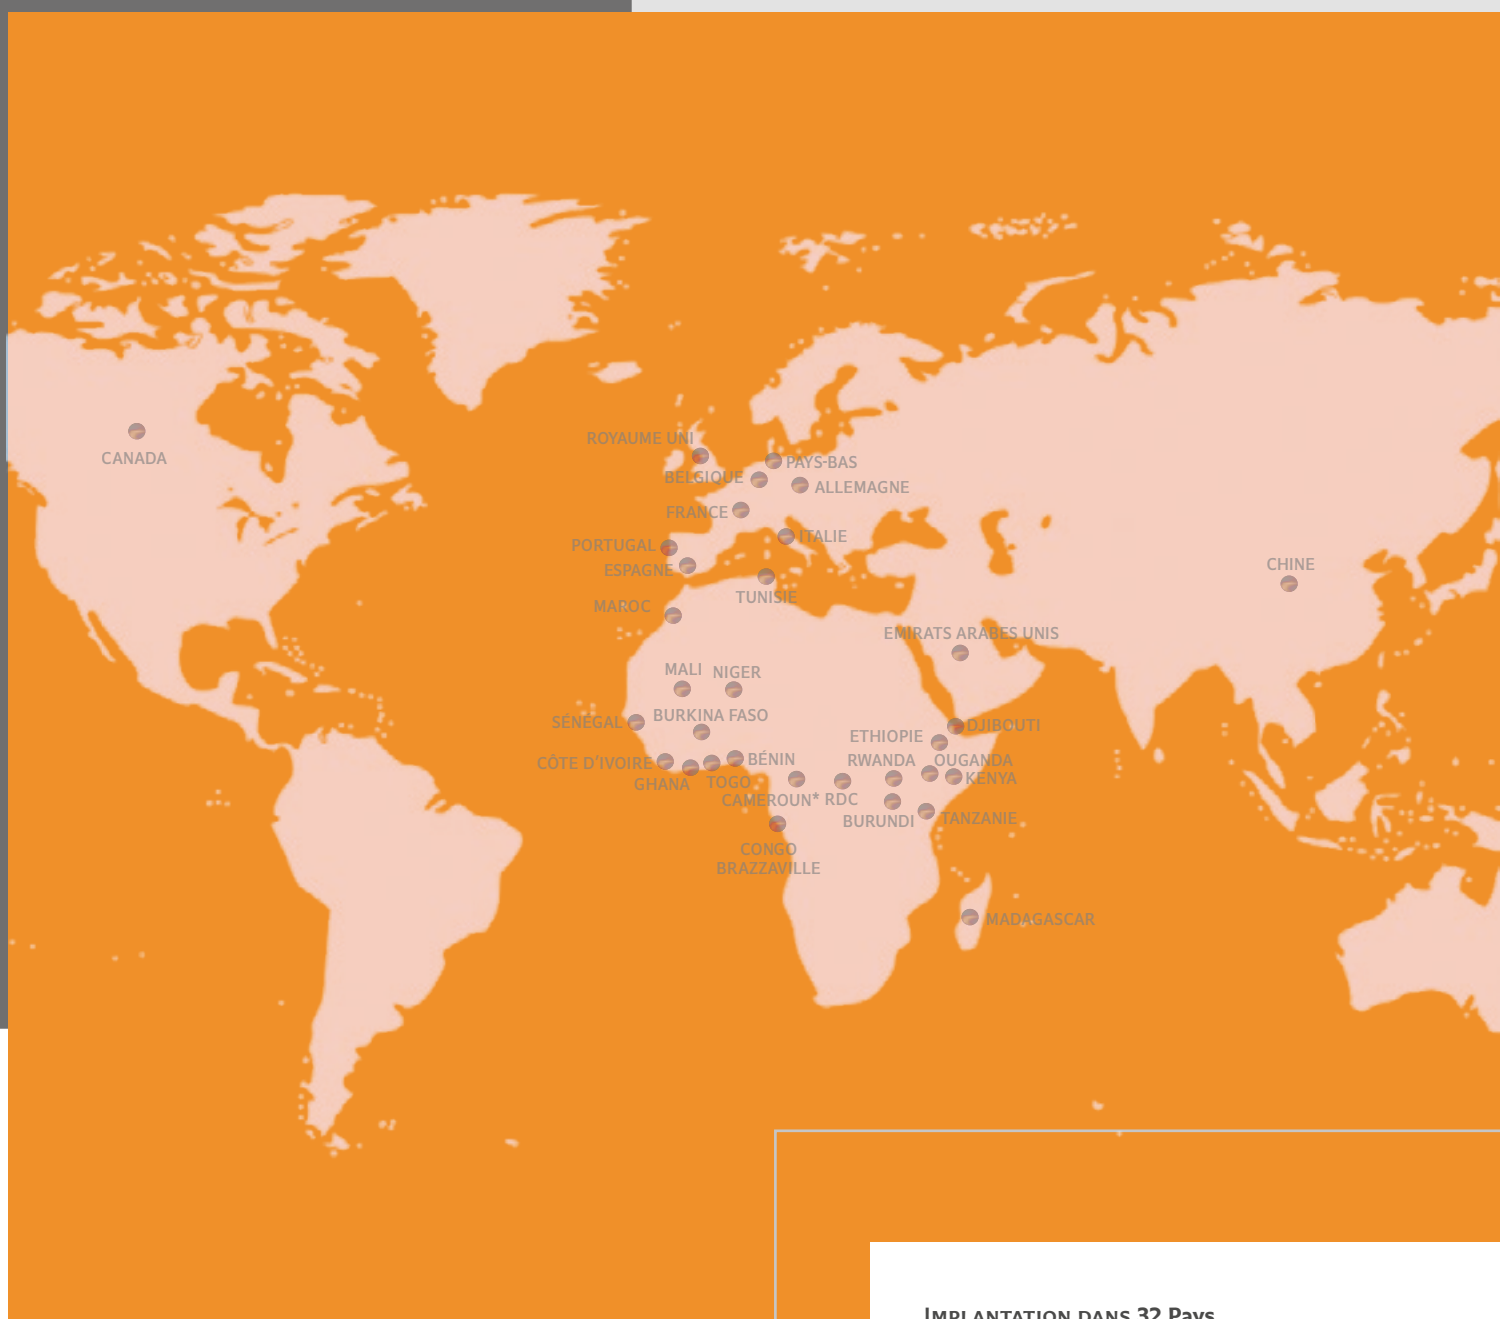 ROYAUME UNI
CANADA
PAYS-BAS
BELGIQUE
ALLEMAGNE
FRANCE
ITALIE
PORTUGAL
ESPAGNE
CHINE
TUNISIE
MAROC
EMIRATS ARABES UNIS
MALI
NIGER
BURKINA FASO
SÉNÉGAL
DJIBOUTI
ETHIOPIE
CÔTE D'IVOIRE
BÉNIN
RWANDA
OUGANDA
GHANA
TOGO
KENYA
CAMEROUN*
RDC
BURUNDI
TANZANIE
CONGO
BRAZZAVILLE
MADAGASCAR
IMPLANTATION DANS 32 Pays